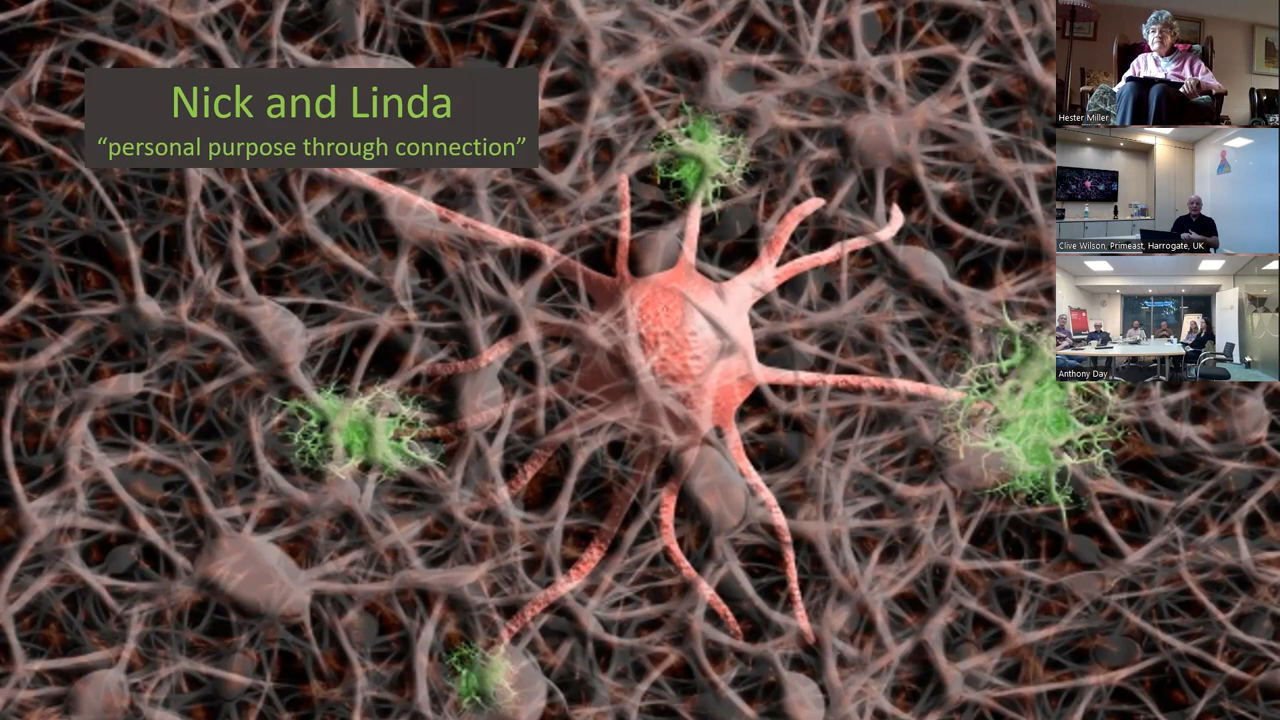 Nick and Linda
“personal purpose through connection”
Hester Miller
Clive Wilson, Primeast, Harrogate, UK
Anthony Day